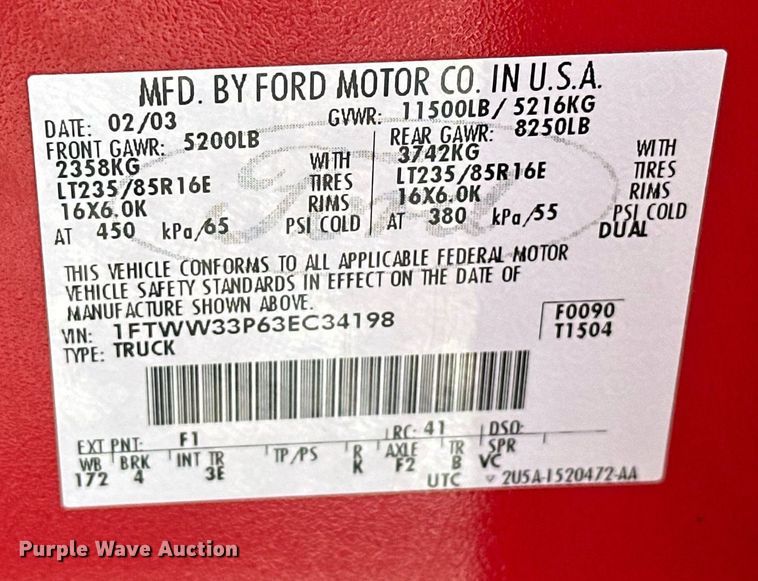 MFD. BY FORD MOTOR CO. IN U.S.A.
DATE: 02/03 GVWR: 11500LB/ 5216KG
FRONT GAWR: 5200LB REAR GAWR: 8250LB
2358KG WITH 3742KG WITH
LT235/85R16E TIRES LT235/85R16E TIRES
16X6.0K RIMS 16X6.0K RIMS
AT 450 kPa/65 PSI COLD AT 380 kPa/55 PSI COLD
DUAL
Ford
THIS VEHICLE CONFORMS TO ALL APPLICABLE FEDERAL MOTOR
VEHICLE SAFETY STANDARDS IN EFFECT ON THE DATE OF
MANUFACTURE SHOWN ABOVE.
VIN: 1FTWW33P63EC34198 F0090
TYPE: TRUCK T1504
EXT PNT: F1 RC: 41 DSO:
WB BRK INT TR TP/PS R AXLE TR SPR
172 4 3E K F2 B VC
UTC 2U5A-1520472-AA
Purple Wave Auction